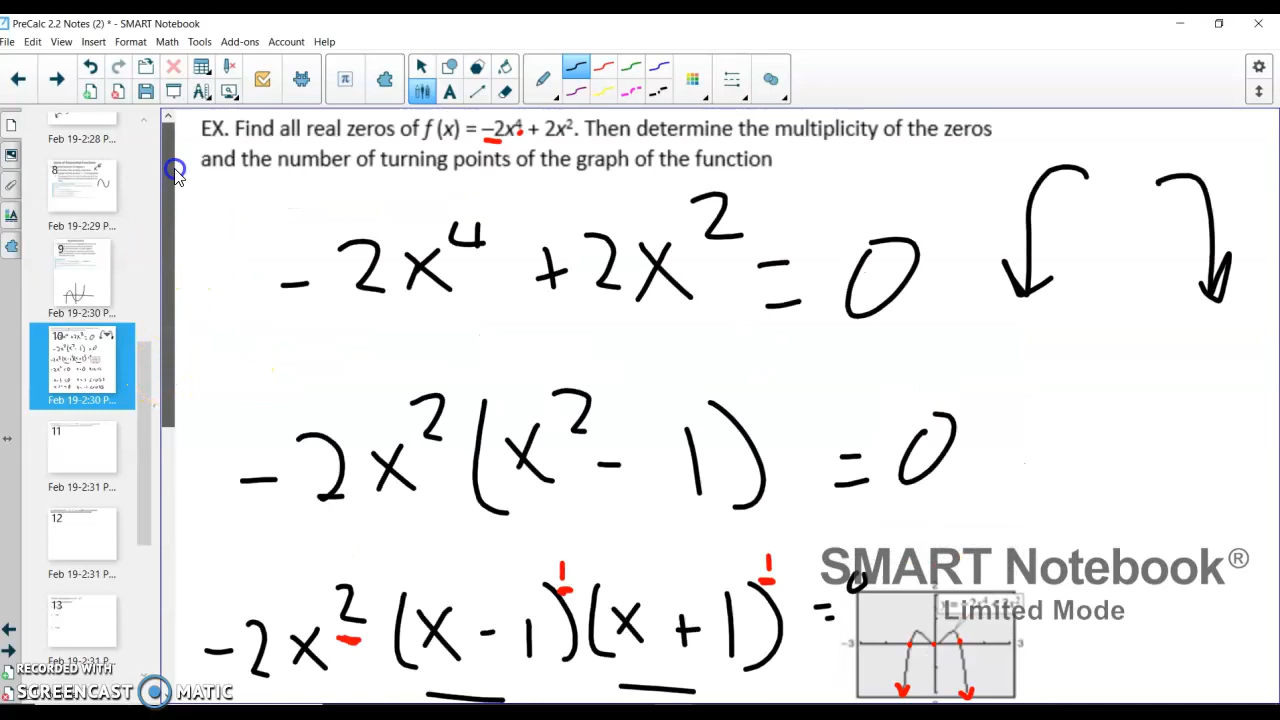 PreCalc 2.2 Notes (2) * - SMART Notebook
File Edit View Insert Format Math Tools Add-ons Account Help
EX. Find all real zeros of f (x) = −2x⁴ + 2x². Then determine the multiplicity of the zeros
and the number of turning points of the graph of the function
Feb 19-2:28 P...
8
Feb 19-2:29 P...
9
Feb 19-2:30 P...
10
Feb 19-2:30 P...
11
Feb 19-2:31 P...
12
Feb 19-2:31 P...
13
- 2x⁴ + 2x² = 0
- 2x² (x² - 1) = 0
- 2x² (x - 1)¹ (x + 1)¹ = 0
SMART Notebook®
Limited Mode
-3 3
RECORDED WITH
SCREENCAST MATIC